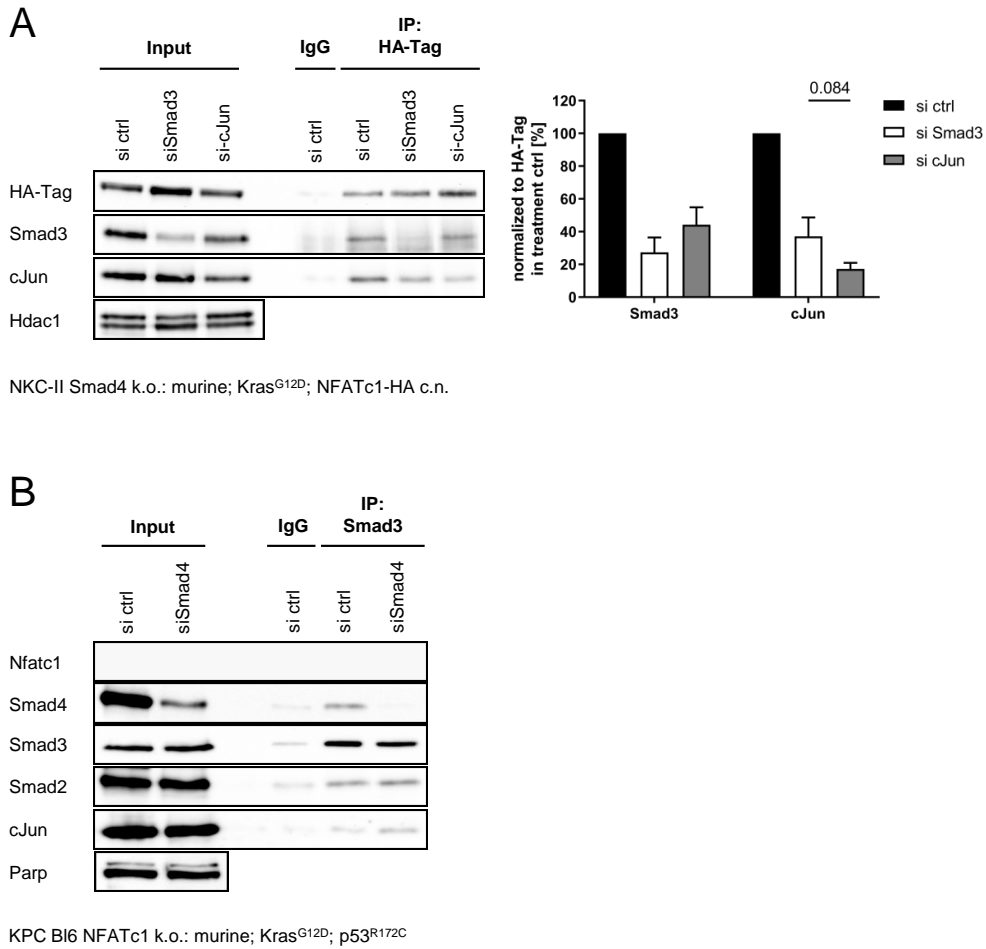 A
Input
IgG
IP:
HA-Tag
si ctrl
siSmad3
si-cJun
si ctrl
si ctrl
siSmad3
si-cJun
HA-Tag
Smad3
cJun
Hdac1
normalized to HA-Tag
in treatment ctrl [%]
120
100
80
60
40
20
0
Smad3
cJun
0.084
si ctrl
si Smad3
si cJun
NKC-II Smad4 k.o.: murine; KrasG12D; NFATc1-HA c.n.
B
Input
IgG
IP:
Smad3
si ctrl
siSmad4
si ctrl
si ctrl
siSmad4
Nfatc1
Smad4
Smad3
Smad2
cJun
Parp
KPC Bl6 NFATc1 k.o.: murine; KrasG12D; p53R172C